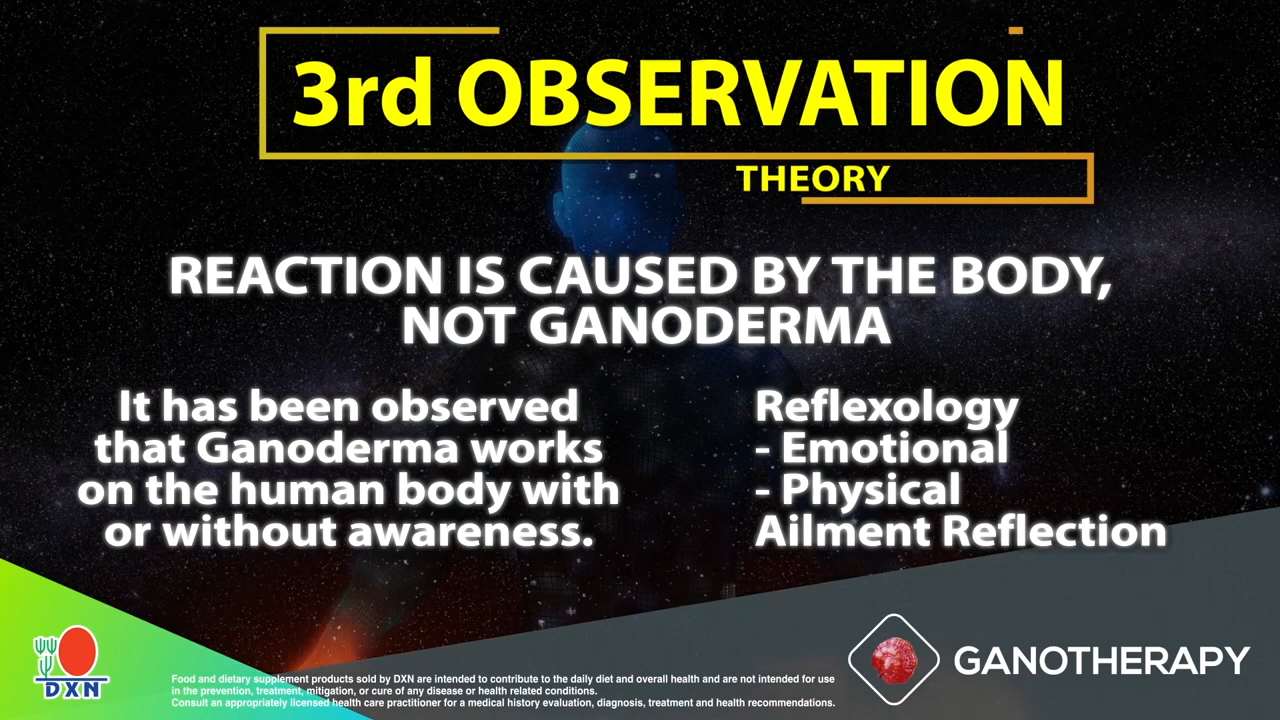 3rd OBSERVATION
THEORY
REACTION IS CAUSED BY THE BODY,
NOT GANODERMA
It has been observed
that Ganoderma works
on the human body with
or without awareness.
Reflexology
- Emotional
- Physical
Ailment Reflection
DXN
Food and dietary supplement products sold by DXN are intended to contribute to the daily diet and overall health and are not intended for use
in the prevention, treatment, mitigation, or cure of any disease or health related conditions.
Consult an appropriately licensed health care practitioner for a medical history evaluation, diagnosis, treatment and health recommendations.
GANOTHERAPY